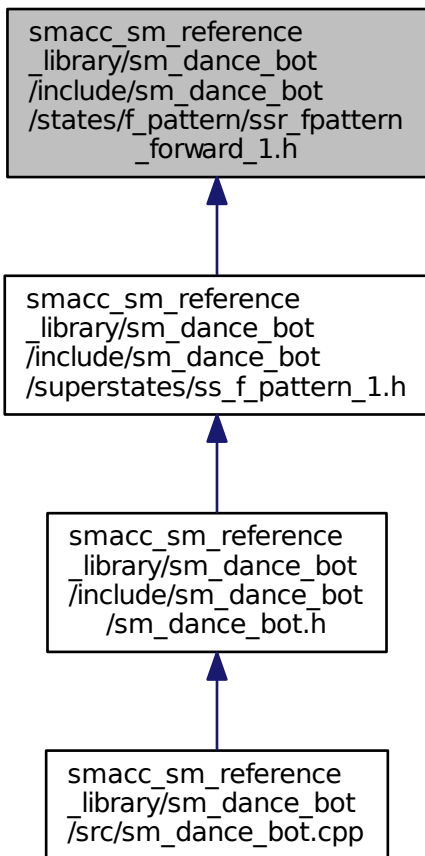 smacc_sm_reference
_library/sm_dance_bot
/include/sm_dance_bot
/states/f_pattern/ssr_fpattern
_forward_1.h
smacc_sm_reference
_library/sm_dance_bot
/include/sm_dance_bot
/superstates/ss_f_pattern_1.h
smacc_sm_reference
_library/sm_dance_bot
/include/sm_dance_bot
/sm_dance_bot.h
smacc_sm_reference
_library/sm_dance_bot
/src/sm_dance_bot.cpp